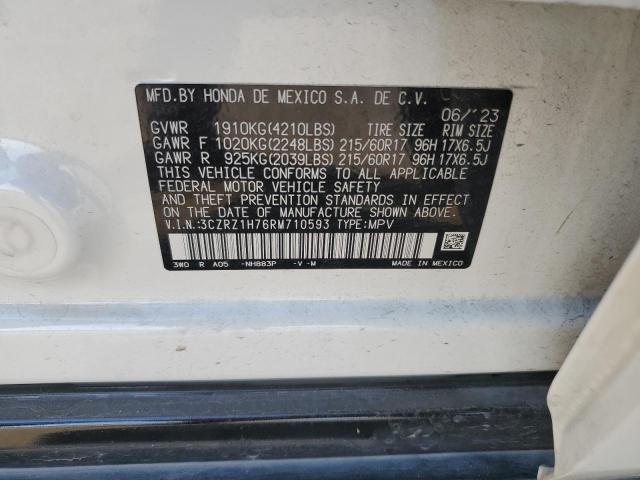 MFD.BY HONDA DE MEXICO S.A. DE C.V.
06/'23
GVWR 1910KG(4210LBS) TIRE SIZE RIM SIZE
GAWR F 1020KG(2248LBS) 215/60R17 96H 17X6.5J
GAWR R 925KG(2039LBS) 215/60R17 96H 17X6.5J
THIS VEHICLE CONFORMS TO ALL APPLICABLE
FEDERAL MOTOR VEHICLE SAFETY
AND THEFT PREVENTION STANDARDS IN EFFECT
ON THE DATE OF MANUFACTURE SHOWN ABOVE.
V.I.N.:3CZRZ1H76RM710593 TYPE:MPV
3W0 R A05 -NH883P -V-M MADE IN MEXICO